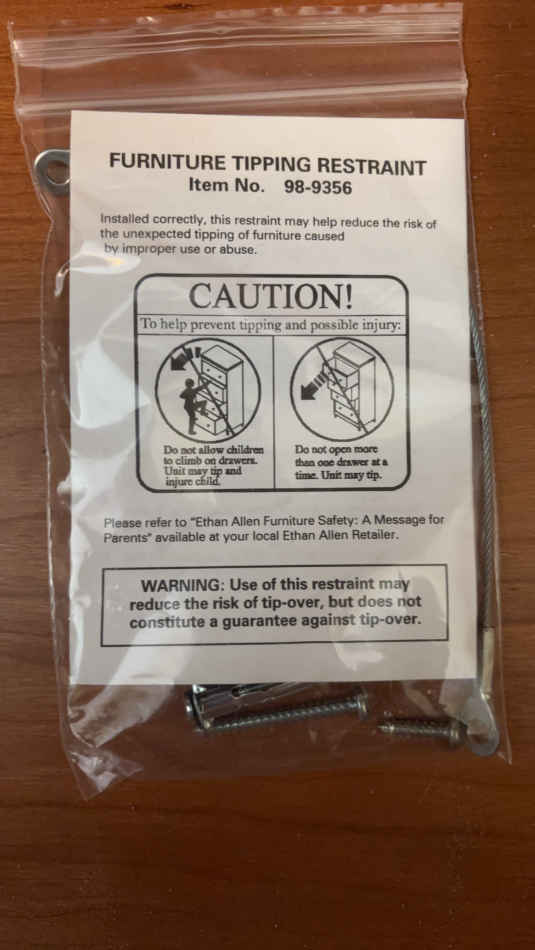 FURNITURE TIPPING RESTRAINT
Item No. 98-9356
Installed correctly, this restraint may help reduce the risk of
the unexpected tipping of furniture caused
by improper use or abuse.
CAUTION!
To help prevent tipping and possible injury:
Do not allow children
to climb on drawers.
Unit may tip and
injure child.
Do not open more
than one drawer at a
time. Unit may tip.
Please refer to "Ethan Allen Furniture Safety: A Message for
Parents" available at your local Ethan Allen Retailer.
WARNING: Use of this restraint may
reduce the risk of tip-over, but does not
constitute a guarantee against tip-over.